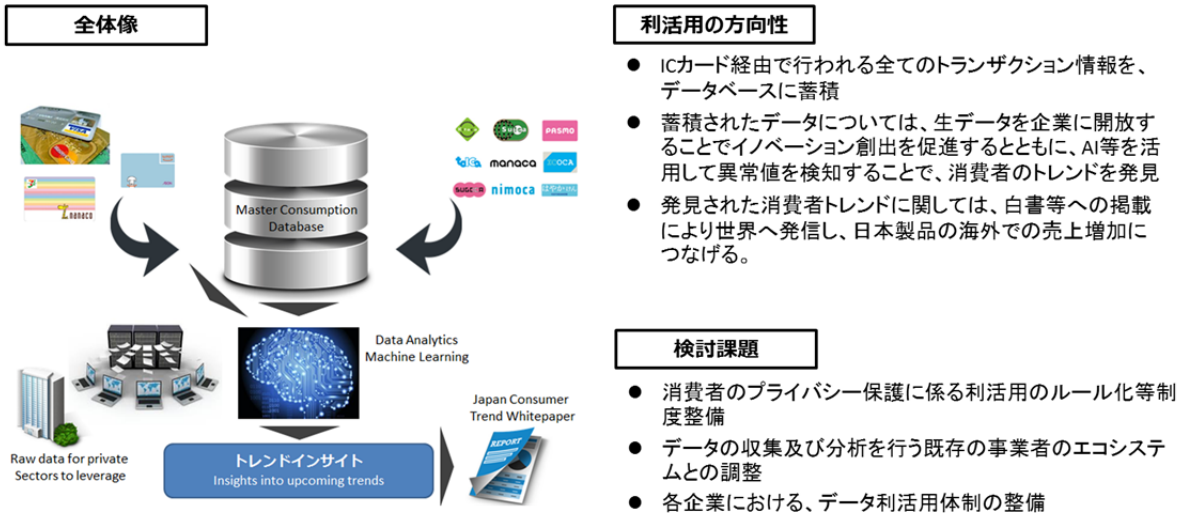 全体像
PASMO
manaca
SUGOCA
nimoca
はやかけん
nanaco
Master Consumption
Database
Data Analytics
Machine Learning
Japan Consumer
Trend Whitepaper
REPORT
Raw data for private
Sectors to leverage
トレンドインサイト
Insights into upcoming trends
利活用の方向性
● ICカード経由で行われる全てのトランザクション情報を、
データベースに蓄積
● 蓄積されたデータについては、生データを企業に開放す
ることでイノベーション創出を促進するとともに、AI等を活
用して異常値を検知することで、消費者のトレンドを発見
● 発見された消費者トレンドに関しては、白書等への掲載
により世界へ発信し、日本製品の海外での売上増加に
つなげる。
検討課題
● 消費者のプライバシー保護に係る利活用のルール化等制
度整備
● データの収集及び分析を行う既存の事業者のエコシステ
ムとの調整
● 各企業における、データ利活用体制の整備